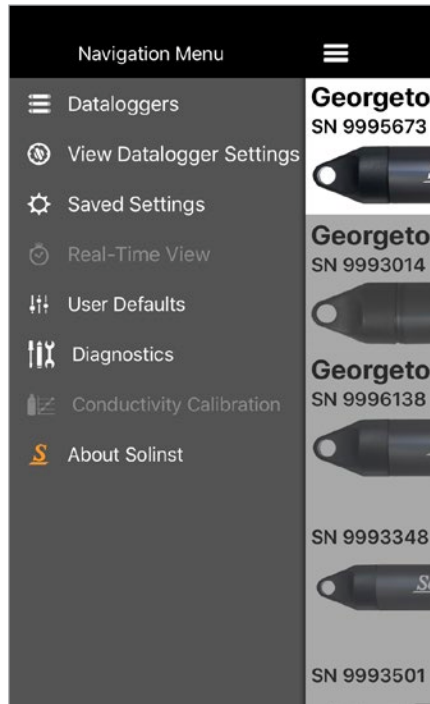 Navigation Menu
Dataloggers
View Datalogger Settings
Saved Settings
Real-Time View
User Defaults
Diagnostics
Conductivity Calibration
S About Solinst
Georgeto
SN 9995673
Georgeto
SN 9993014
Georgeto
SN 9996138
SN 9993348
SN 9993501